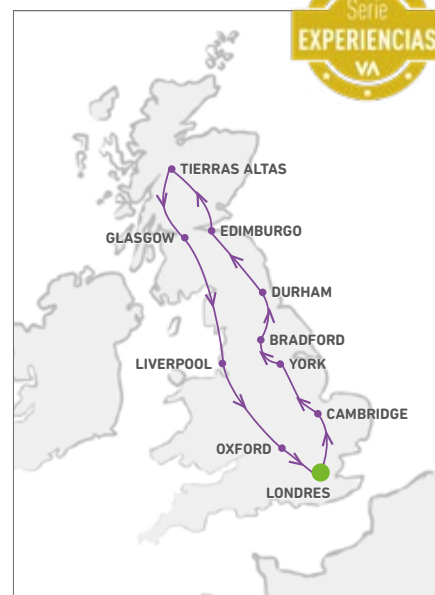 Serie
EXPERIENCIAS
VA
TIERRAS ALTAS
EDIMBURGO
GLASGOW
DURHAM
BRADFORD
LIVERPOOL
YORK
CAMBRIDGE
OXFORD
LONDRES